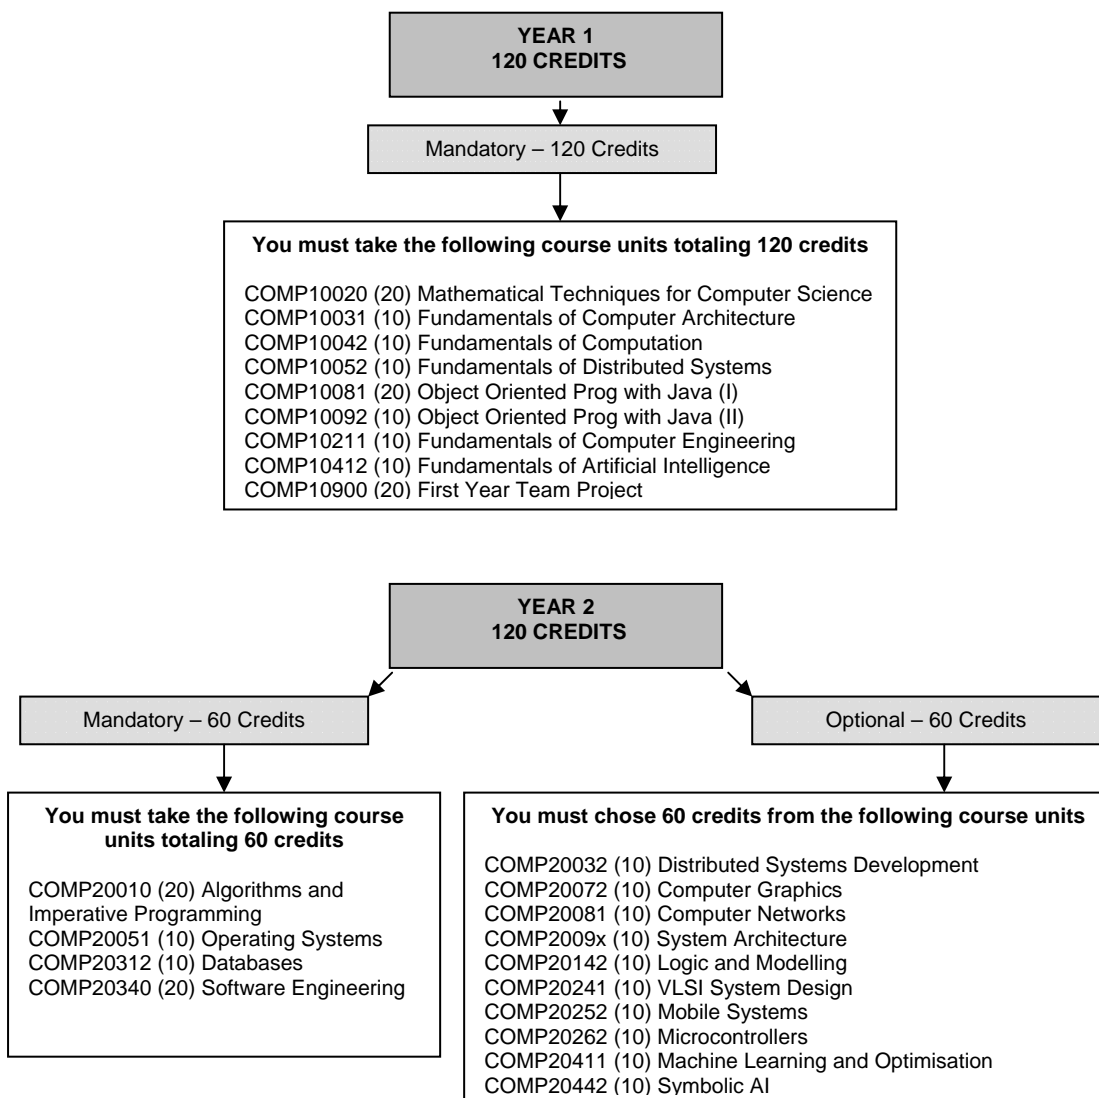 YEAR 1
120 CREDITS
Mandatory – 120 Credits
You must take the following course units totaling 120 credits
COMP10020 (20) Mathematical Techniques for Computer Science
COMP10031 (10) Fundamentals of Computer Architecture
COMP10042 (10) Fundamentals of Computation
COMP10052 (10) Fundamentals of Distributed Systems
COMP10081 (20) Object Oriented Prog with Java (I)
COMP10092 (10) Object Oriented Prog with Java (II)
COMP10211 (10) Fundamentals of Computer Engineering
COMP10412 (10) Fundamentals of Artificial Intelligence
COMP10900 (20) First Year Team Project
YEAR 2
120 CREDITS
Mandatory – 60 Credits
Optional – 60 Credits
You must take the following course
units totaling 60 credits
COMP20010 (20) Algorithms and
Imperative Programming
COMP20051 (10) Operating Systems
COMP20312 (10) Databases
COMP20340 (20) Software Engineering
You must chose 60 credits from the following course units
COMP20032 (10) Distributed Systems Development
COMP20072 (10) Computer Graphics
COMP20081 (10) Computer Networks
COMP2009x (10) System Architecture
COMP20142 (10) Logic and Modelling
COMP20241 (10) VLSI System Design
COMP20252 (10) Mobile Systems
COMP20262 (10) Microcontrollers
COMP20411 (10) Machine Learning and Optimisation
COMP20442 (10) Symbolic AI